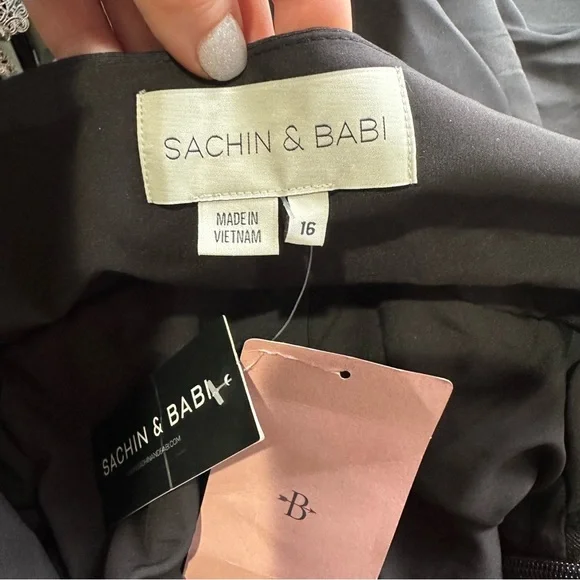 SACHIN & BABI
MADE IN
VIETNAM
16
SACHIN & BABI
B